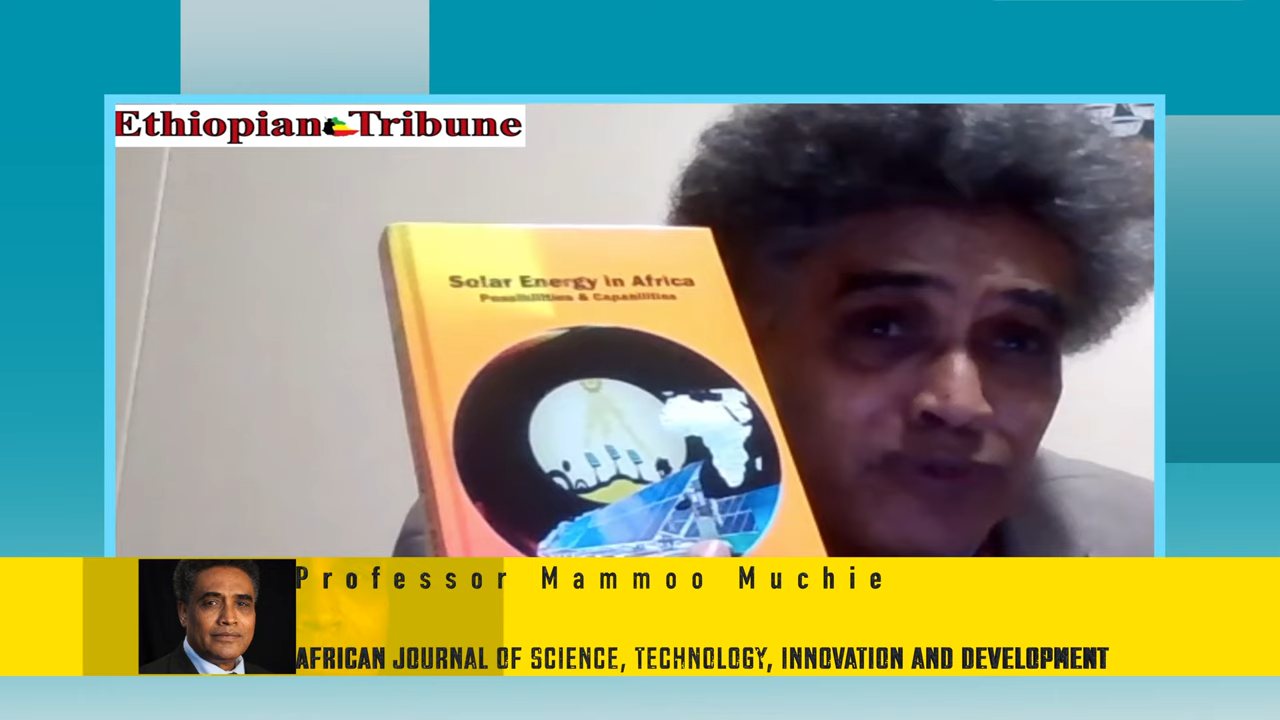 Ethiopian Tribune
Solar Energy in Africa
Possibilities & Capabilities
Professor Mammoo Muchie
AFRICAN JOURNAL OF SCIENCE, TECHNOLOGY, INNOVATION AND DEVELOPMENT